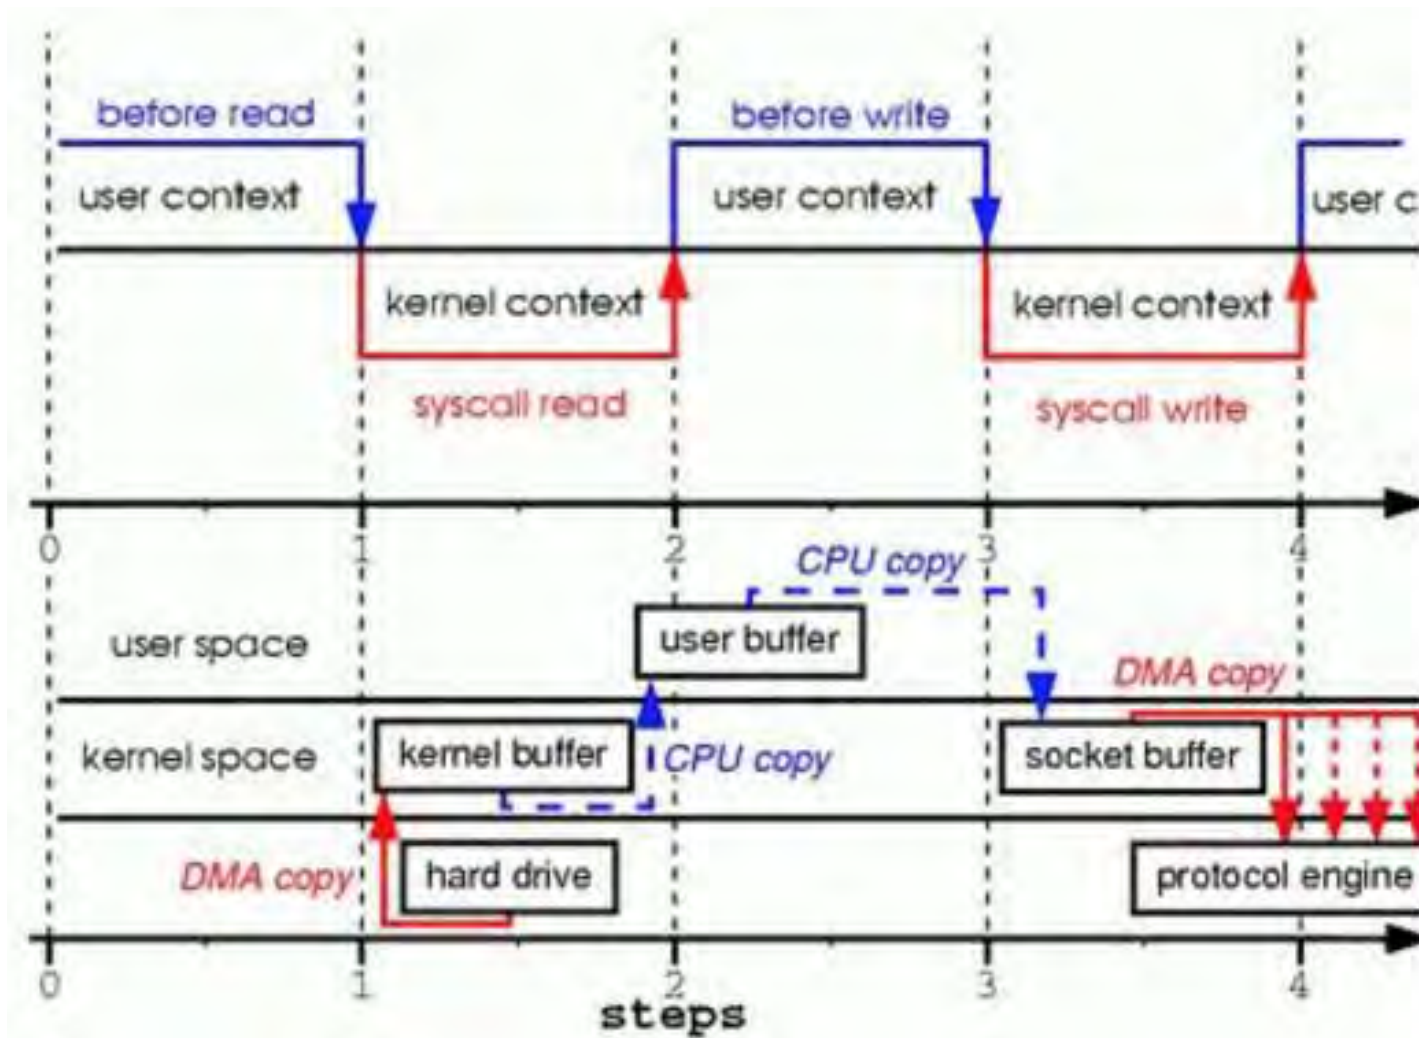 before read
before write
user context
user context
user c
kernel context
kernel context
syscall read
syscall write
0 1 2 3 4
CPU copy
user space
user buffer
DMA copy
kernel space
kernel buffer
CPU copy
socket buffer
DMA copy
hard drive
protocol engine
0 1 2 3 4
steps